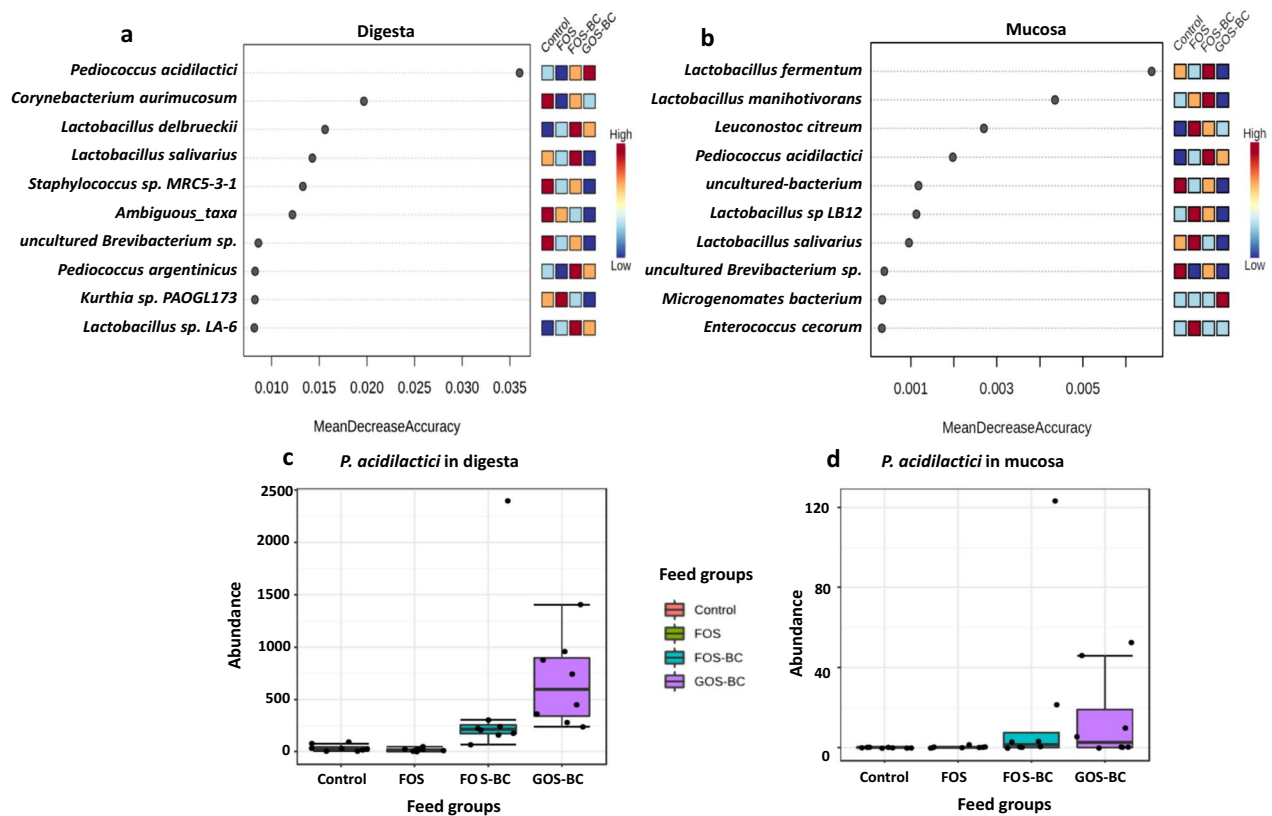 a
Digesta
Control
FOS
FOS-BC
GOS-BC
Pediococcus acidilactici
Corynebacterium aurimucosum
Lactobacillus delbrueckii
Lactobacillus salivarius
Staphylococcus sp. MRC5-3-1
Ambiguous_taxa
uncultured Brevibacterium sp.
Pediococcus argentinicus
Kurthia sp. PAOGL173
Lactobacillus sp. LA-6
High
Low
0.010 0.015 0.020 0.025 0.030 0.035
MeanDecreaseAccuracy
b
Mucosa
Control
FOS
FOS-BC
GOS-BC
Lactobacillus fermentum
Lactobacillus manihotivorans
Leuconostoc citreum
Pediococcus acidilactici
uncultured-bacterium
Lactobacillus sp LB12
Lactobacillus salivarius
uncultured Brevibacterium sp.
Microgenomates bacterium
Enterococcus cecorum
High
Low
0.001 0.003 0.005
MeanDecreaseAccuracy
c
P. acidilactici in digesta
Abundance
2500
2000
1500
1000
500
0
Control FOS FO S-BC GOS-BC
Feed groups
Feed groups
Control
FOS
FOS-BC
GOS-BC
d
P. acidilactici in mucosa
Abundance
120
80
40
0
Control FOS FO S-BC GOS-BC
Feed groups